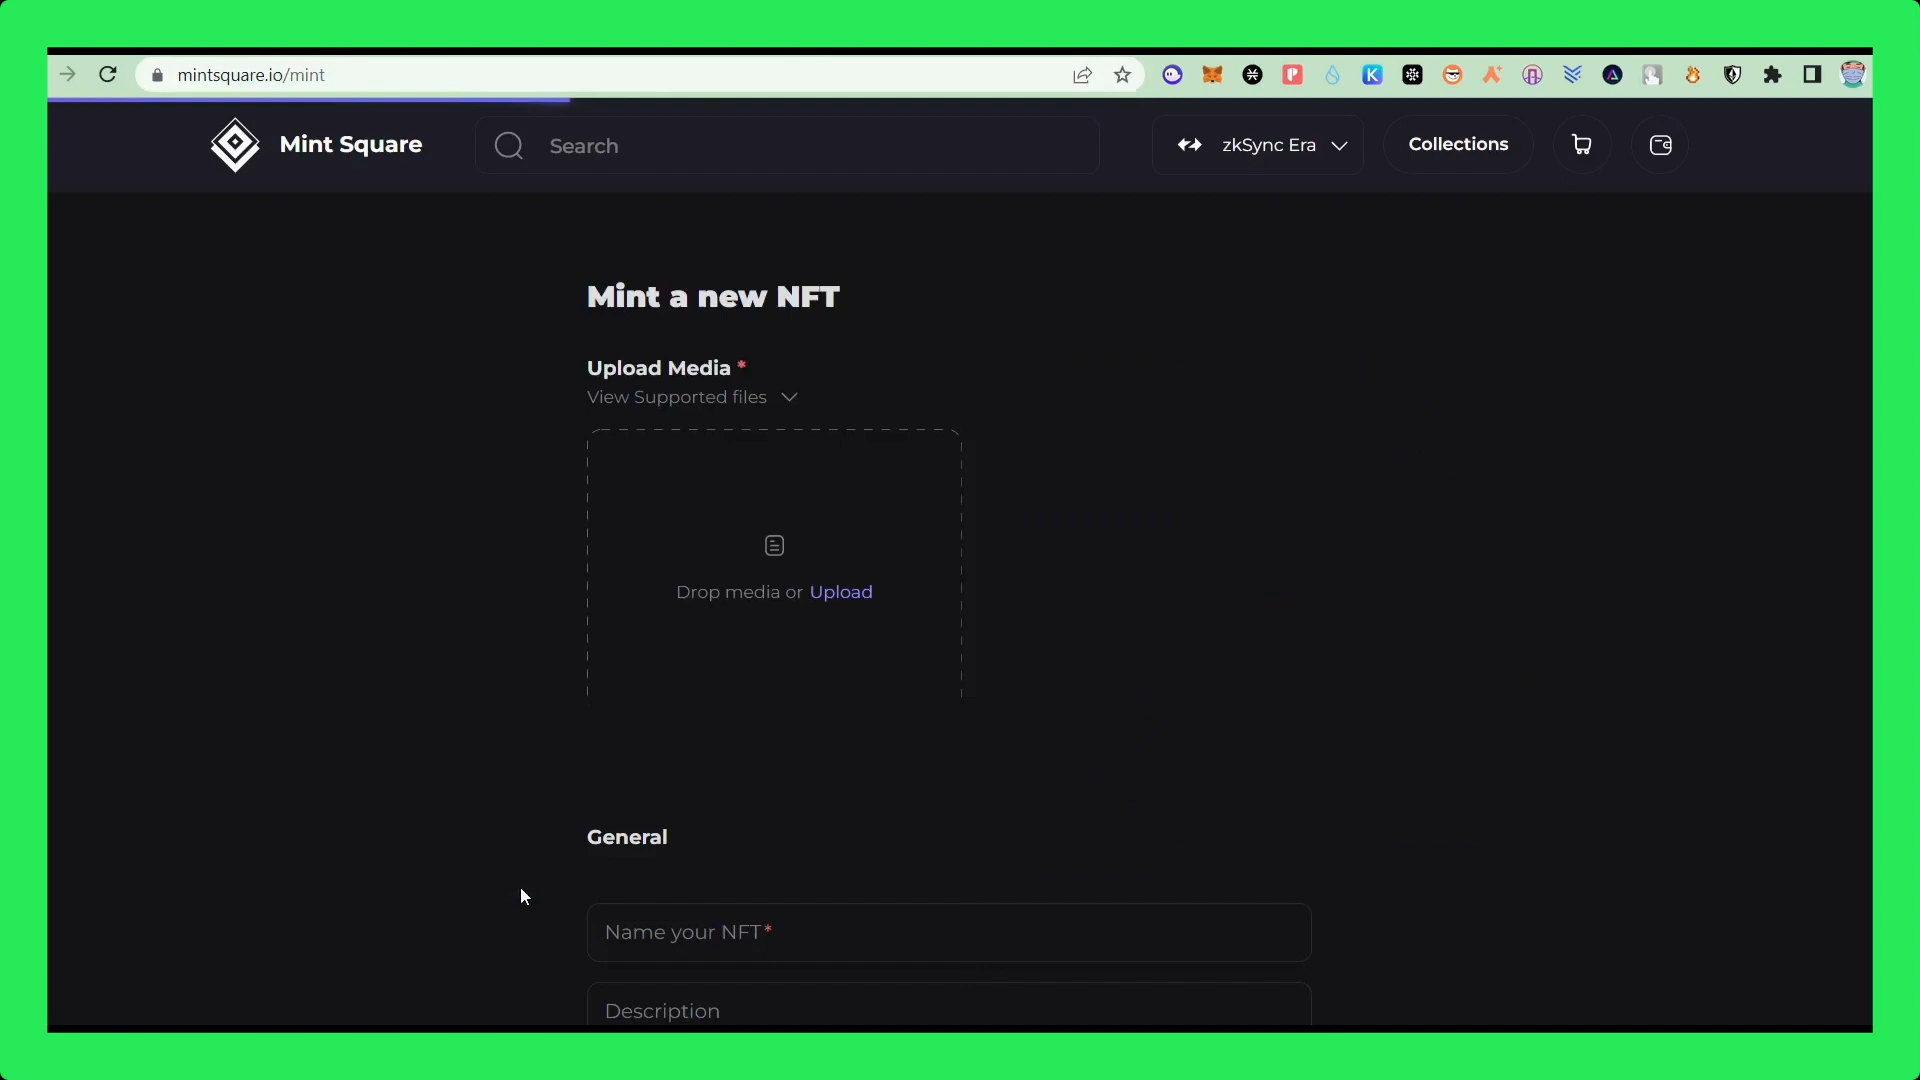 mintsquare.io/mint
Mint Square
Search
zkSync Era
Collections
Mint a new NFT
Upload Media *
View Supported files
Drop media or Upload
General
Name your NFT*
Description